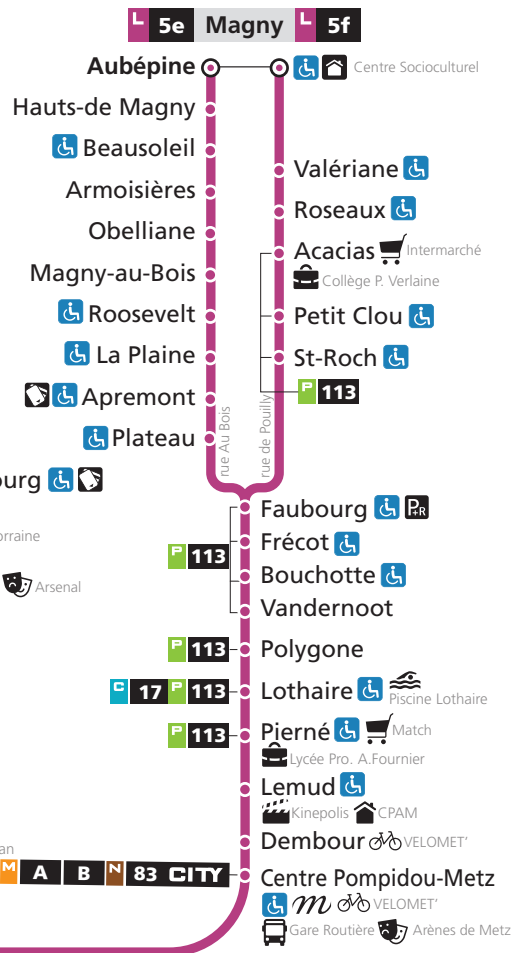 L 5e Magny L 5f
Aubépine
Centre Socioculturel
Hauts-de Magny
Beausoleil
Armoisières
Obelliane
Magny-au-Bois
Roosevelt
La Plaine
Apremont
Plateau
rue Au Bois
Valériane
Roseaux
Acacias Intermarché
Collège P. Verlaine
Petit Clou
St-Roch
P 113
rue de Pouilly
ourg
orraine
Arsenal
Faubourg P+R
Frécot
P 113
Bouchotte
Vandernoot
P 113 Polygone
C 17 P 113 Lothaire
Piscine Lothaire
P 113 Pierné Match
Lycée Pro. A.Fournier
Lemud
Kinepolis CPAM
Dembour VELOMET'
an
M A B N 83 CITY Centre Pompidou-Metz
m VELOMET'
Gare Routière Arènes de Metz